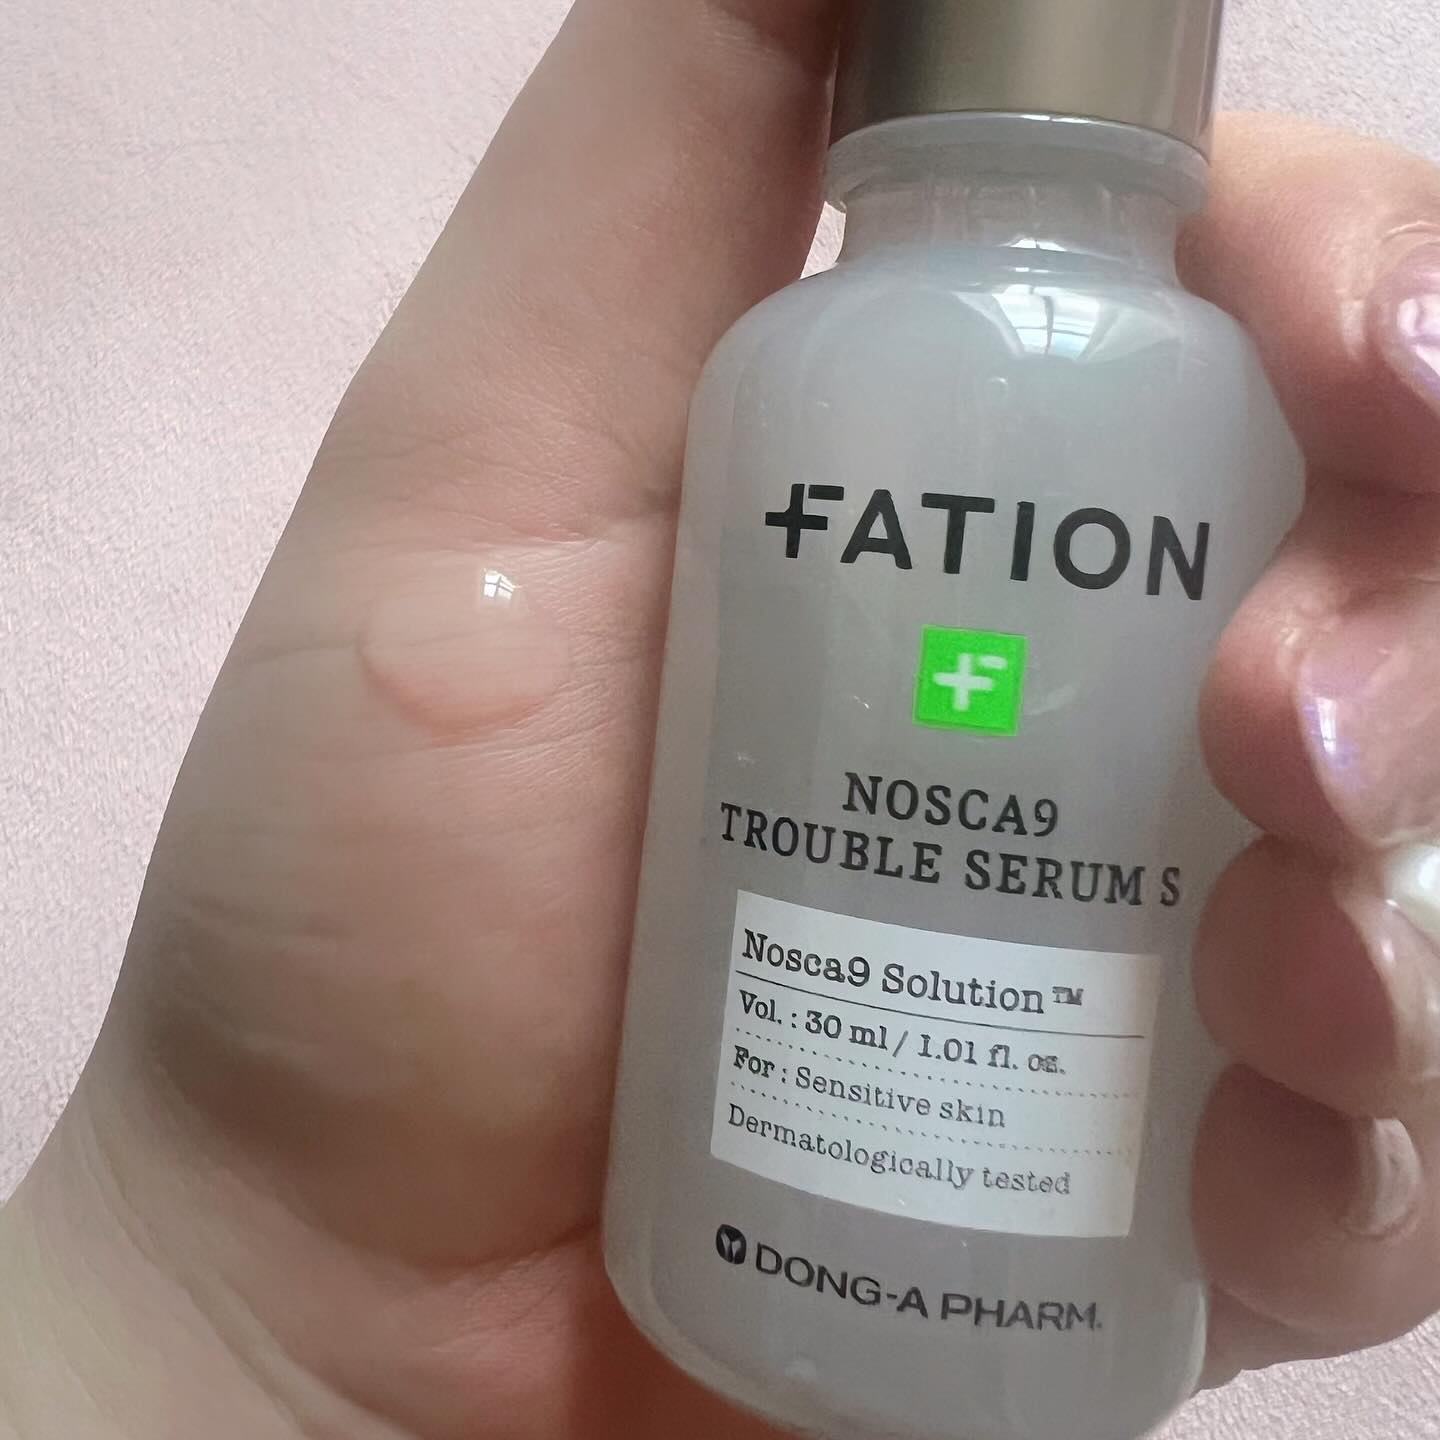 FATION
NOSCA9
TROUBLE SERUM S
Nosca9 Solution™
Vol. : 30 ml / 1.01 fl. oz.
For : Sensitive skin
Dermatologically tested
DONG-A PHARM.